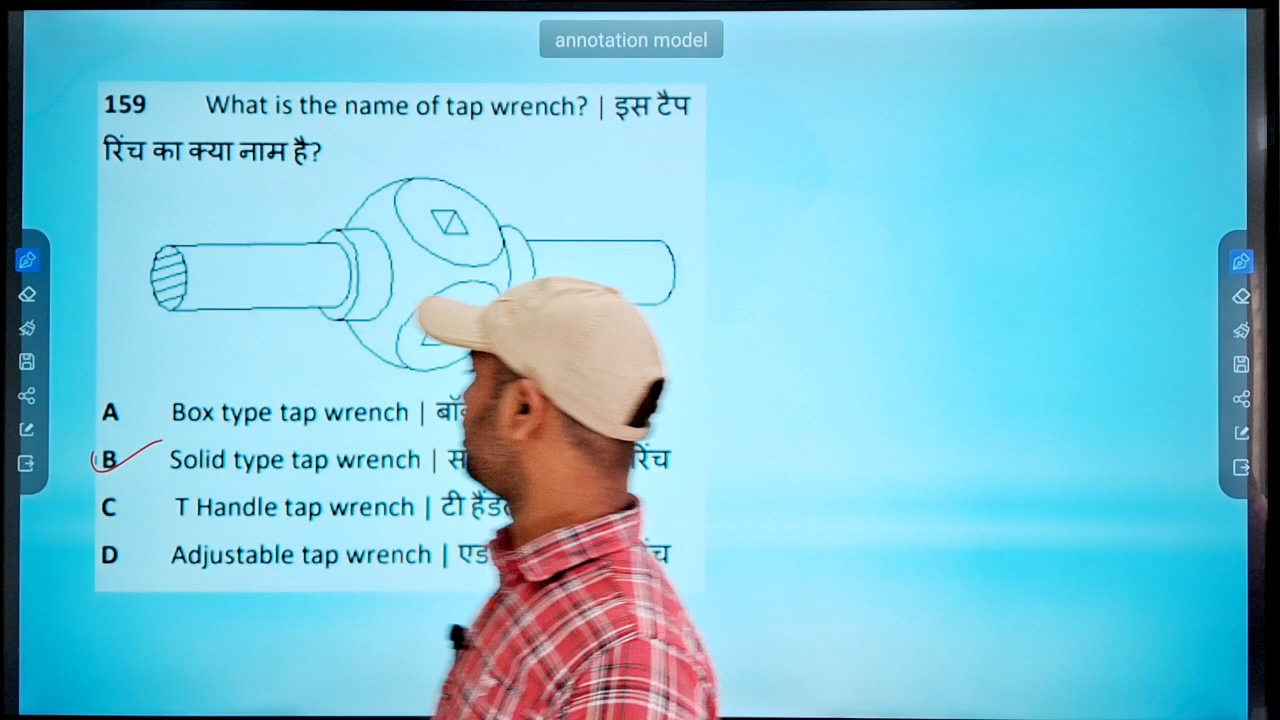 annotation model
159 What is the name of tap wrench? | इस टैप
रिंच का क्या नाम है?
A Box type tap wrench |
B Solid type tap wrench | रिंच
C T Handle tap wrench | टी
D Adjustable tap wrench |